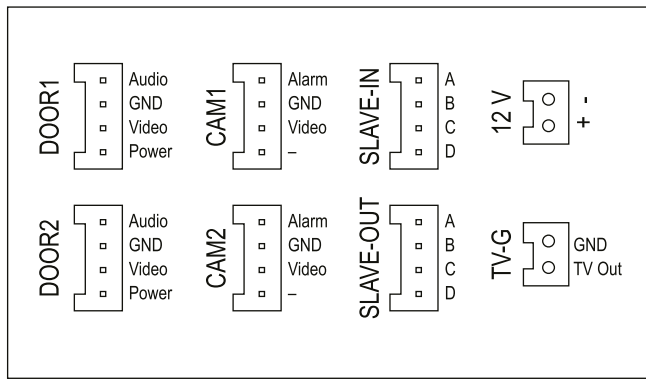 DOOR1
Audio
GND
Video
Power
CAM1
Alarm
GND
Video
–
SLAVE-IN
A
B
C
D
12 V
+ -
DOOR2
Audio
GND
Video
Power
CAM2
Alarm
GND
Video
–
SLAVE-OUT
A
B
C
D
TV-G
GND
TV Out